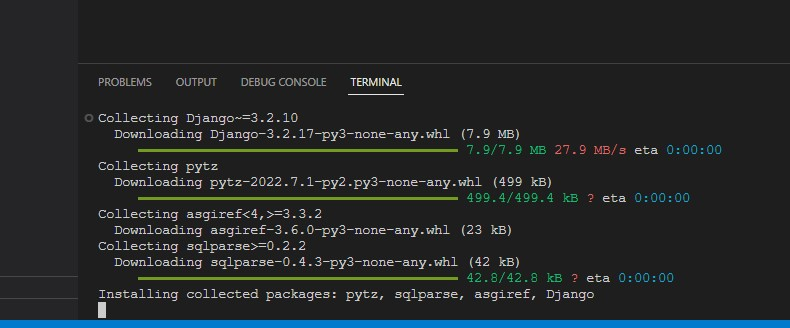 PROBLEMS OUTPUT DEBUG CONSOLE TERMINAL
Collecting Django~=3.2.10
Downloading Django-3.2.17-py3-none-any.whl (7.9 MB)
7.9/7.9 MB 27.9 MB/s eta 0:00:00
Collecting pytz
Downloading pytz-2022.7.1-py2.py3-none-any.whl (499 kB)
499.4/499.4 kB ? eta 0:00:00
Collecting asgiref<4,>=3.3.2
Downloading asgiref-3.6.0-py3-none-any.whl (23 kB)
Collecting sqlparse>=0.2.2
Downloading sqlparse-0.4.3-py3-none-any.whl (42 kB)
42.8/42.8 kB ? eta 0:00:00
Installing collected packages: pytz, sqlparse, asgiref, Django